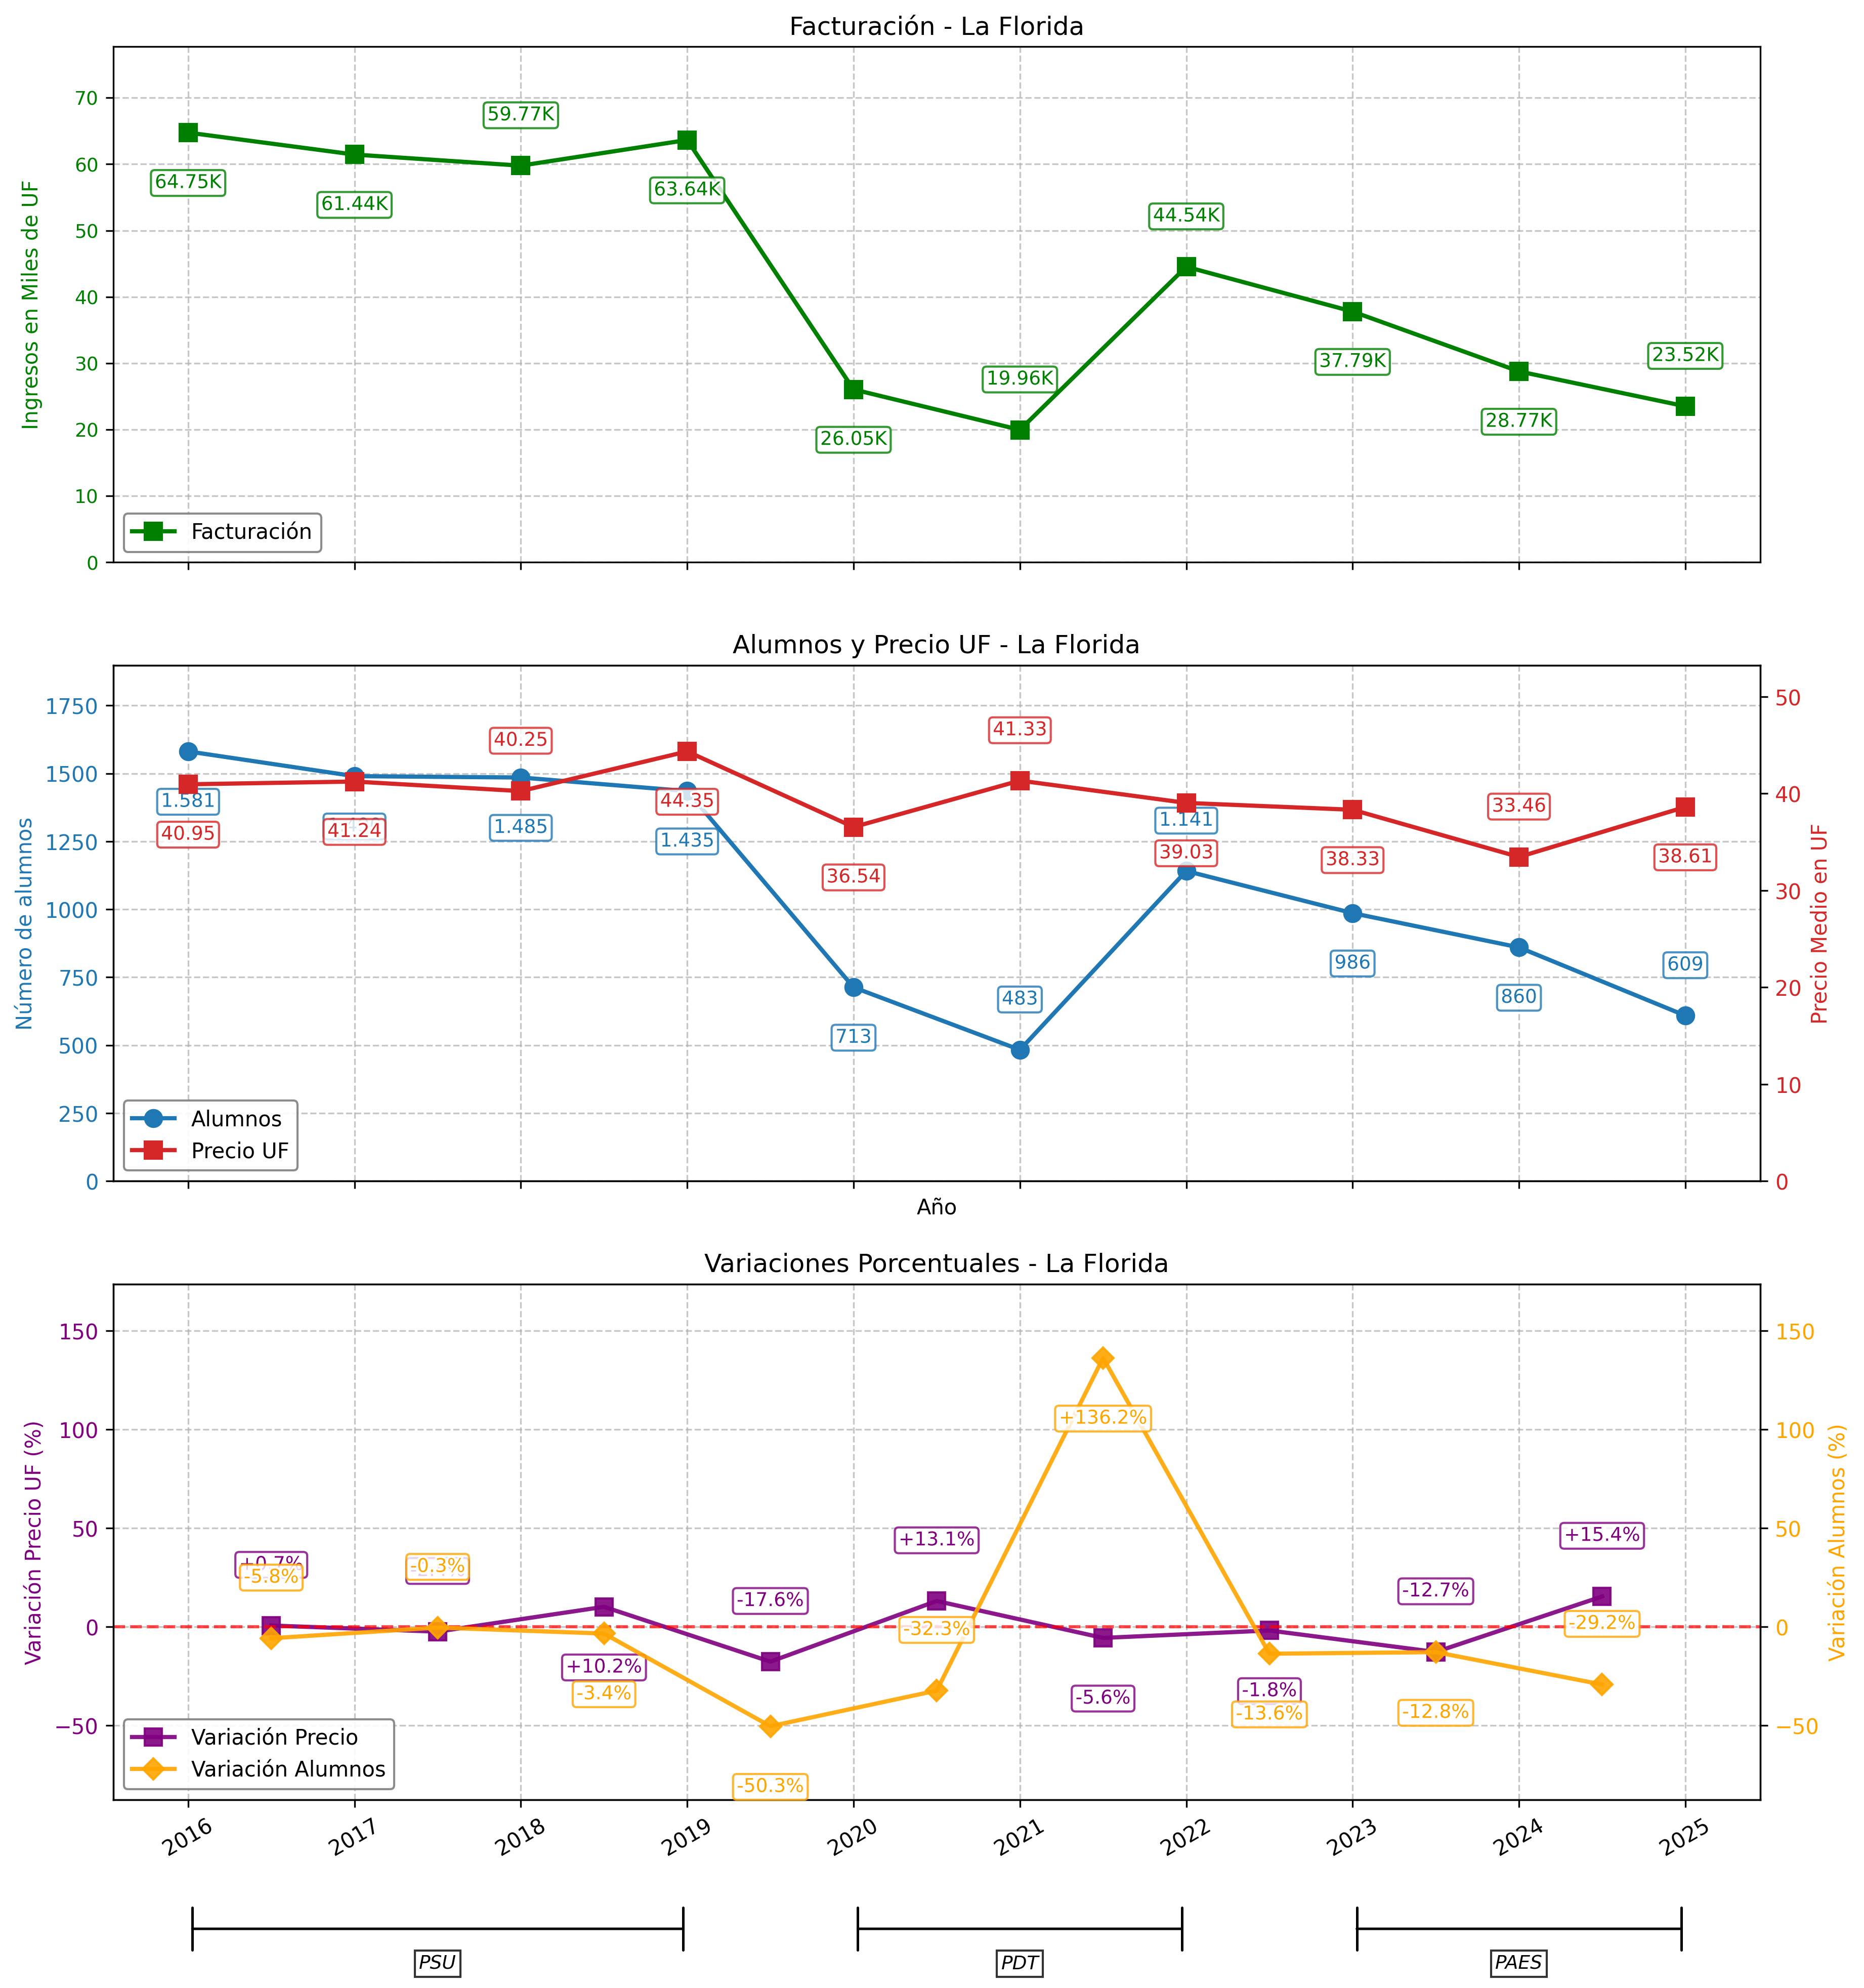 Facturación - La Florida
Ingresos en Miles de UF
70
60
50
40
30
20
10
0
64.75K
61.44K
59.77K
63.64K
26.05K
19.96K
44.54K
37.79K
28.77K
23.52K
Facturación
Alumnos y Precio UF - La Florida
Número de alumnos
1750
1500
1250
1000
750
500
250
0
Precio Medio en UF
50
40
30
20
10
0
1.581
1.485
1.435
713
483
1.141
986
860
609
40.95
41.24
40.25
44.35
36.54
41.33
39.03
38.33
33.46
38.61
Alumnos
Precio UF
Año
Variaciones Porcentuales - La Florida
Variación Precio UF (%)
150
100
50
0
−50
Variación Alumnos (%)
150
100
50
0
−50
+0.7%
+10.2%
-17.6%
+13.1%
-5.6%
-1.8%
-12.7%
+15.4%
-5.8%
-0.3%
-3.4%
-50.3%
-32.3%
+136.2%
-13.6%
-12.8%
-29.2%
Variación Precio
Variación Alumnos
2016
2017
2018
2019
2020
2021
2022
2023
2024
2025
PSU
PDT
PAES